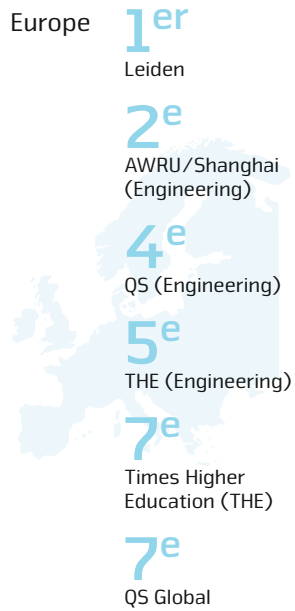 Europe
1er
Leiden
2e
AWRU/Shanghai
(Engineering)
4e
QS (Engineering)
5e
THE (Engineering)
7e
Times Higher
Education (THE)
7e
QS Global